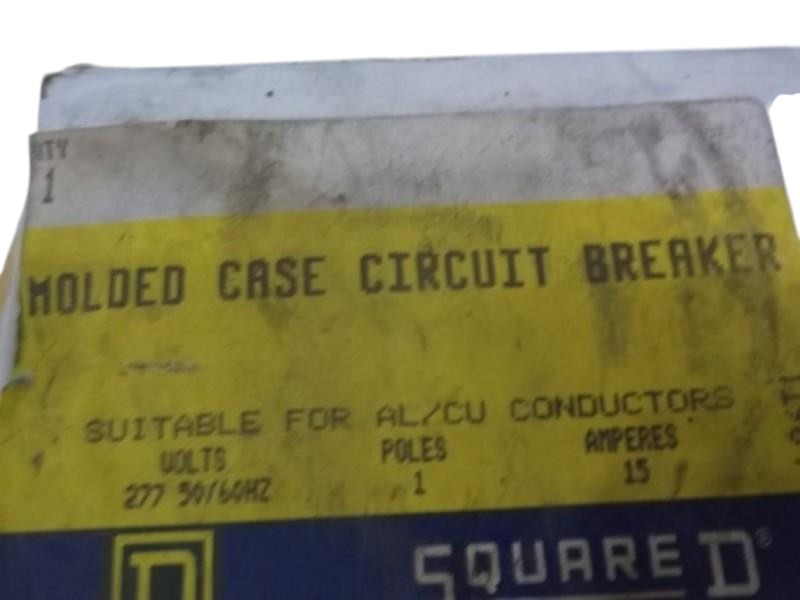 QTY
1
MOLDED CASE CIRCUIT BREAKER
SUITABLE FOR AL/CU CONDUCTORS
VOLTS POLES AMPERES
277 50/60HZ 1 15
D SQUARE D®